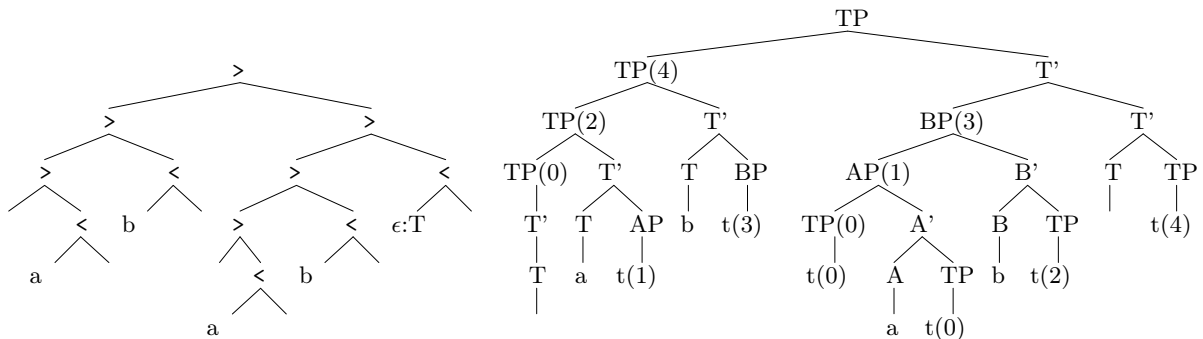 TP
> TP(4) T'
> > TP(2) T' BP(3) T'
> < > < TP(0) T' T BP AP(1) B' T TP
< b > < ϵ:T T' T AP b t(3) TP(0) A' B TP t(4)
a < b T a t(1) t(0) A TP b t(2)
a a t(0)